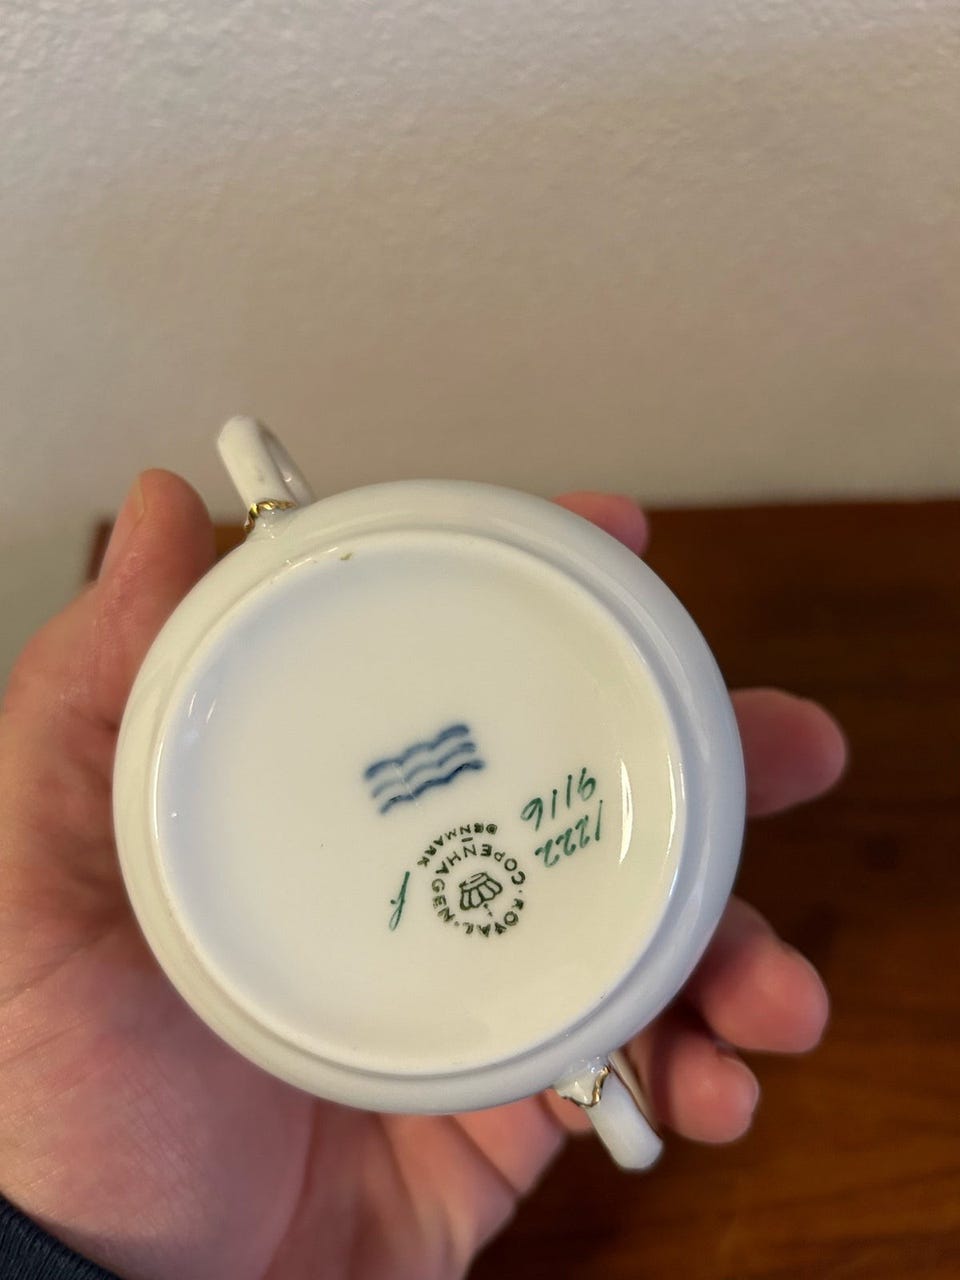 ROYAL COPENHAGEN
DENMARK
1222
9116